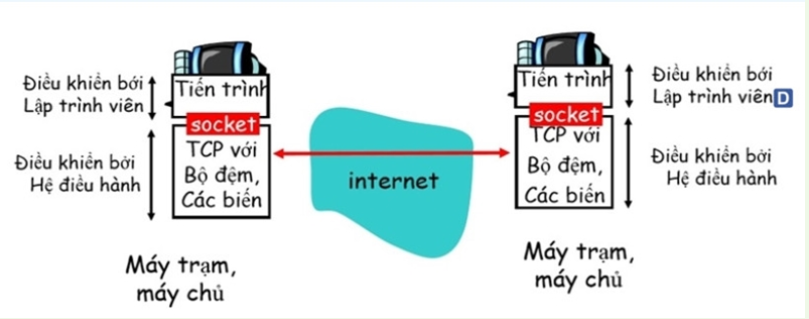 Điều khiển bới
Lập trình viên
Tiến trình
socket
TCP với
Bộ đệm,
Các biến
Điều khiển bởi
Hệ điều hành
Máy trạm,
máy chủ
internet
Tiến trình
socket
TCP với
Bộ đệm,
Các biến
Điều khiển bới
Lập trình viên D
Điều khiển bởi
Hệ điều hành
Máy trạm,
máy chủ